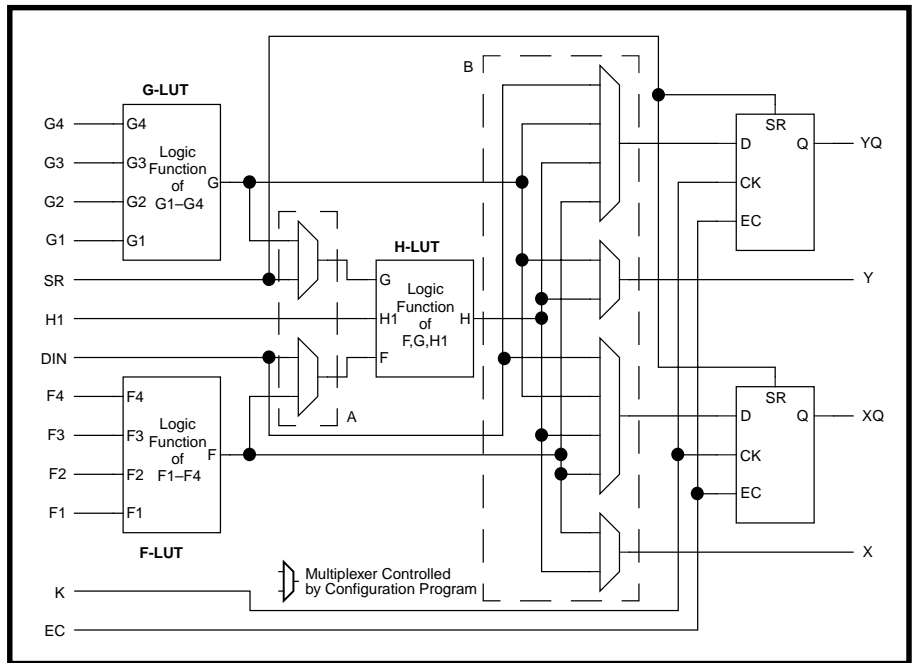 B
G-LUT
G4
G3
G2
G1
SR
H1
DIN
F4
F3
F2
F1
K
EC
G4
G3
G2
G1
Logic
Function
of
G1–G4
G
H-LUT
G
H1
F
Logic
Function
of
F,G,H1
H
A
F4
F3
F2
F1
Logic
Function
of
F1–F4
F
F-LUT
Multiplexer Controlled
by Configuration Program
SR
D
Q
CK
EC
YQ
Y
SR
D
Q
CK
EC
XQ
X